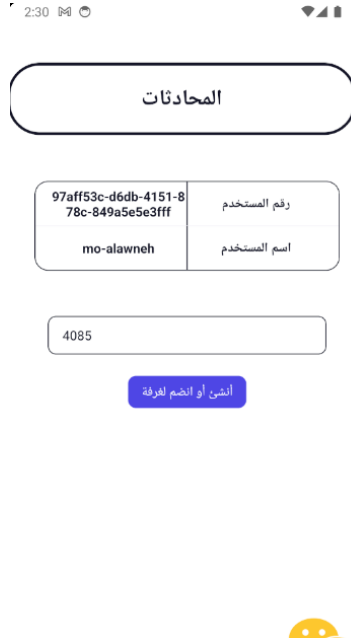 2:30
المحادثات
رقم المستخدم
97aff53c-d6db-4151-8
78c-849a5e5e3fff
اسم المستخدم
mo-alawneh
4085
أنشئ أو انضم لغرفة